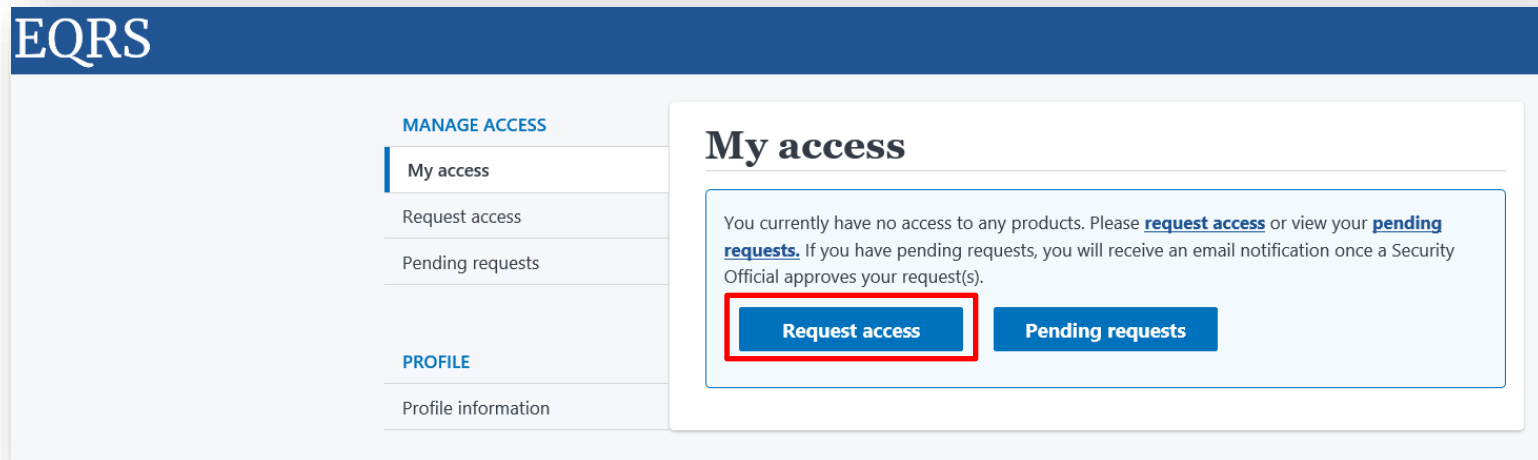 EQRS
MANAGE ACCESS
My access
Request access
Pending requests
PROFILE
Profile information
My access
You currently have no access to any products. Please request access or view your pending
requests. If you have pending requests, you will receive an email notification once a Security
Official approves your request(s).
Request access
Pending requests